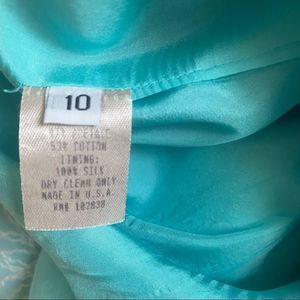 10
53% COTTON
LINING:
100% SILK
DRY CLEAN ONLY
MADE IN U.S.A
RN# 102838